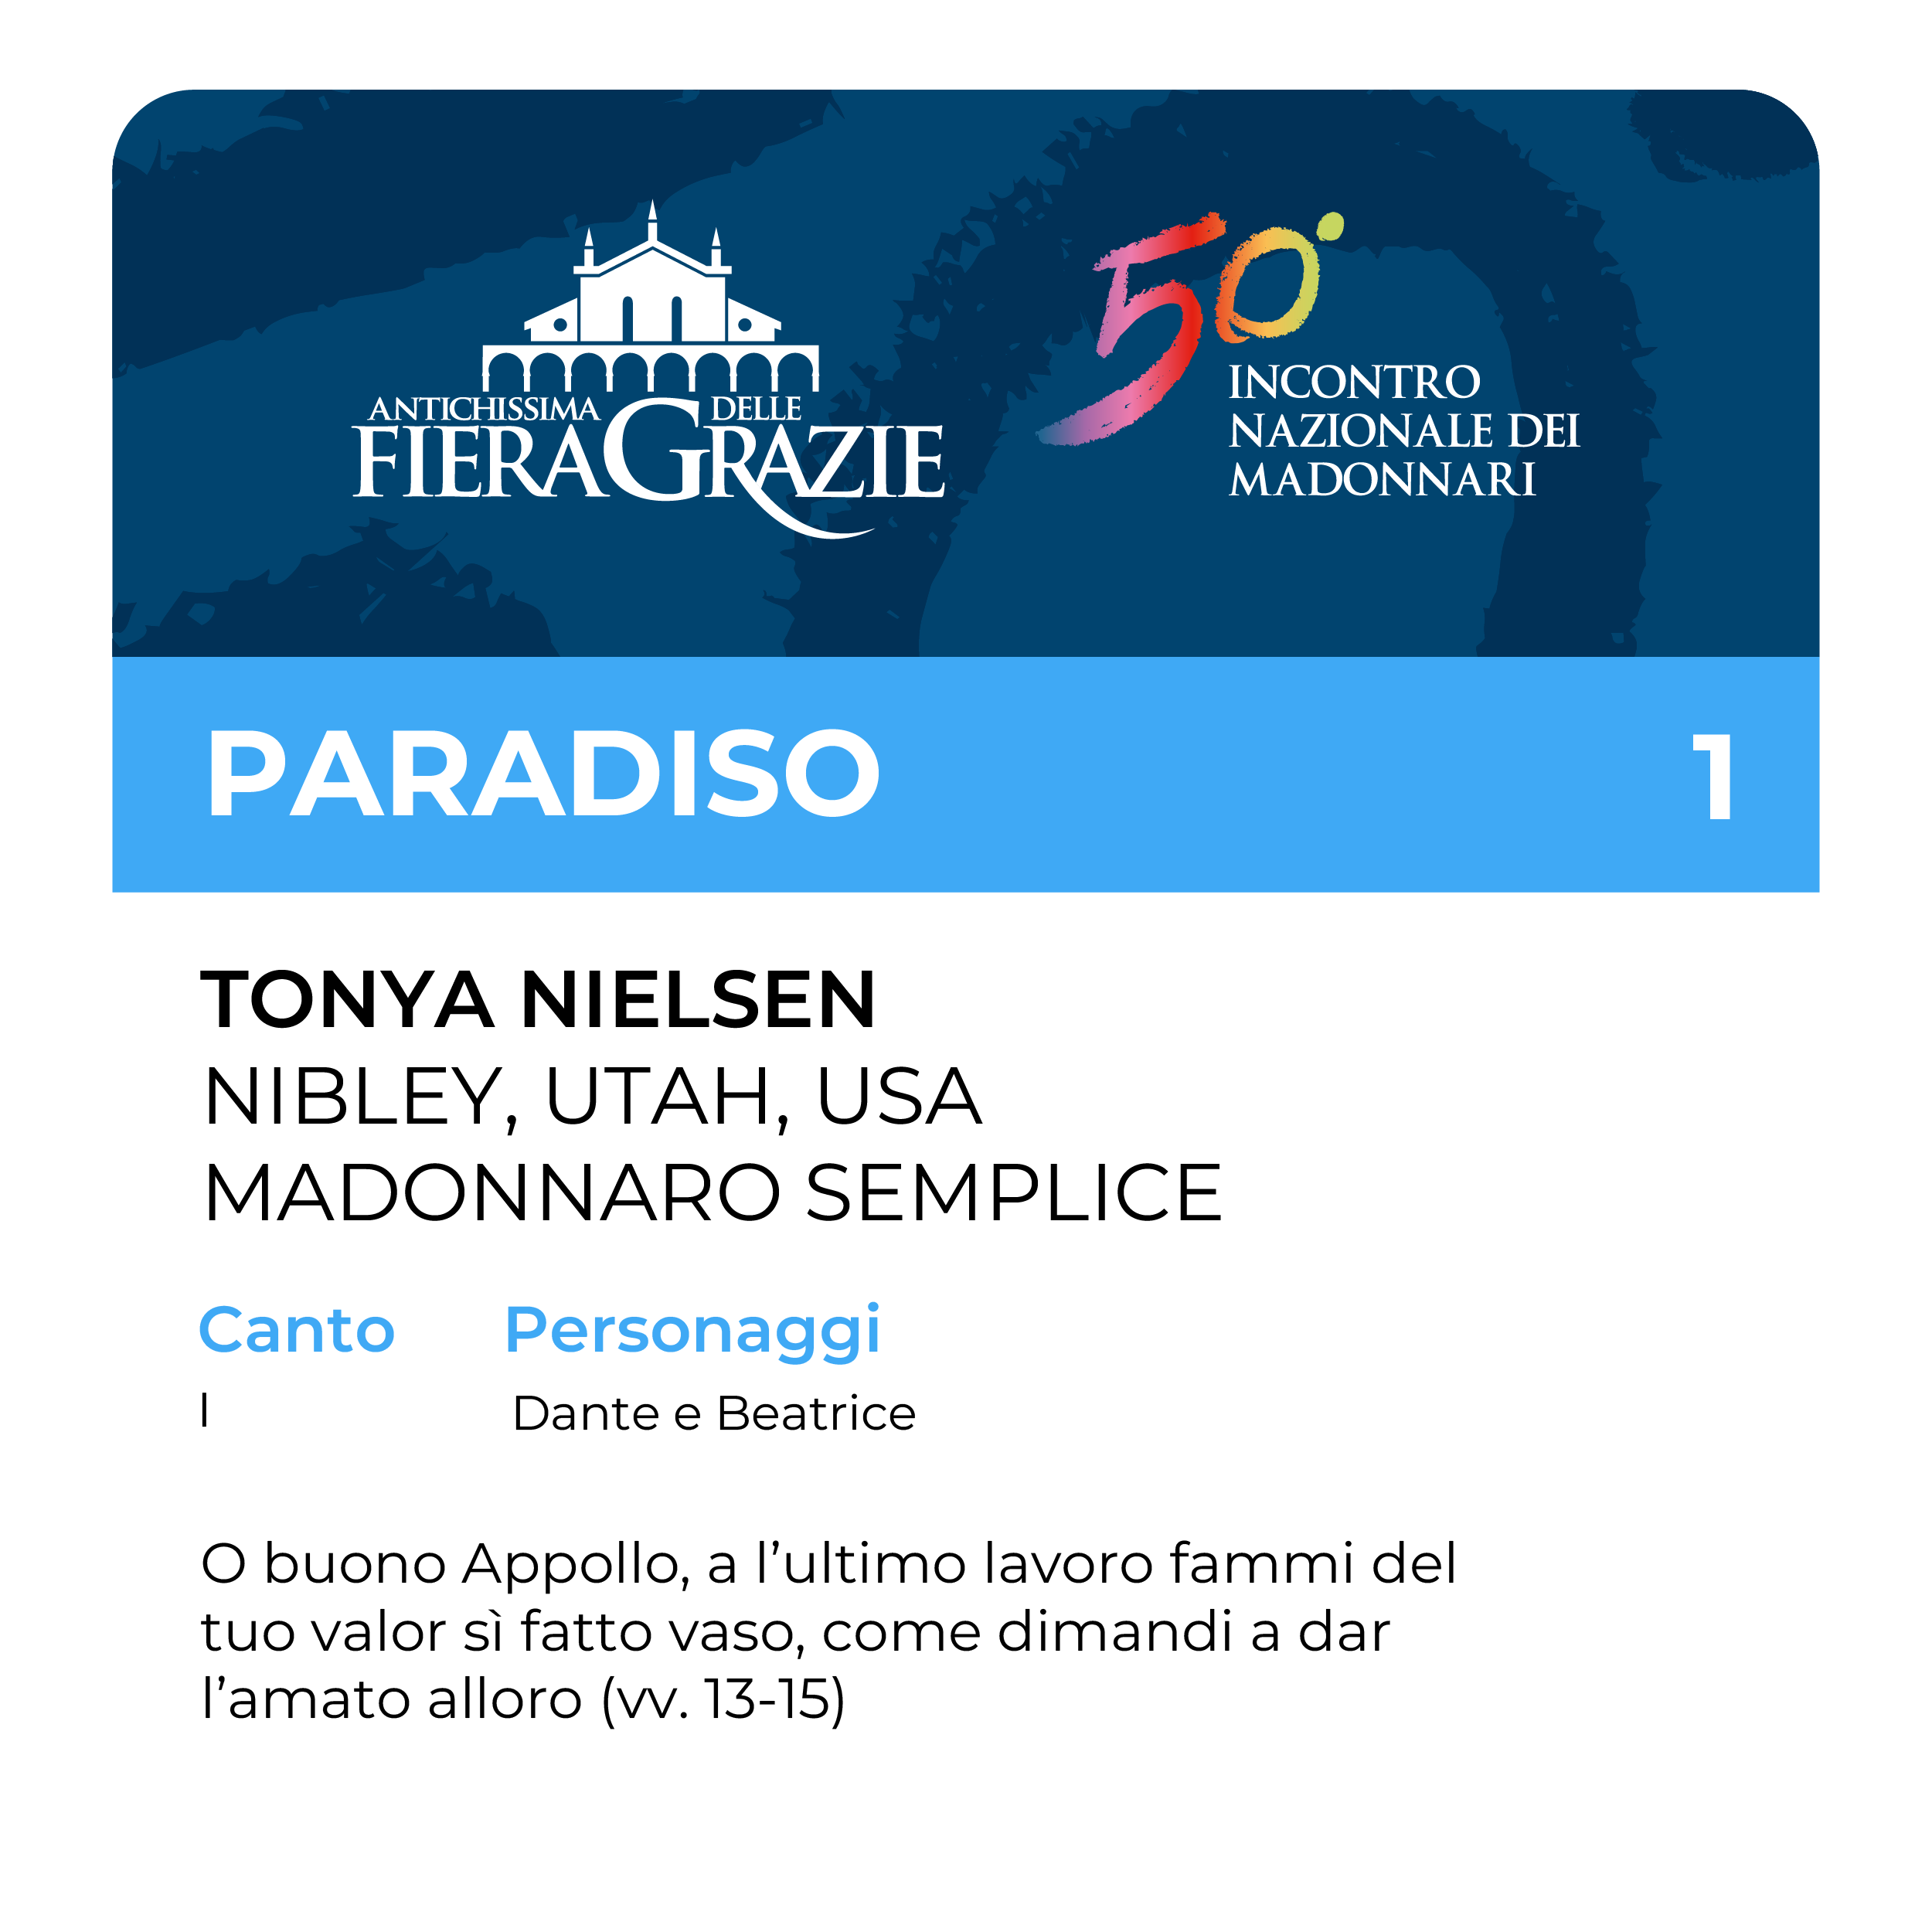 ANTICHISSIMA DELLE
FIERAGRAZIE
50°
INCONTRO
NAZIONALE DEI
MADONNARI
PARADISO 1
TONYA NIELSEN
NIBLEY, UTAH, USA
MADONNARO SEMPLICE
Canto Personaggi
I Dante e Beatrice
O buono Appollo, a l’ultimo lavoro fammi del
tuo valor sì fatto vaso, come dimandi a dar
l’amato alloro (vv. 13-15)